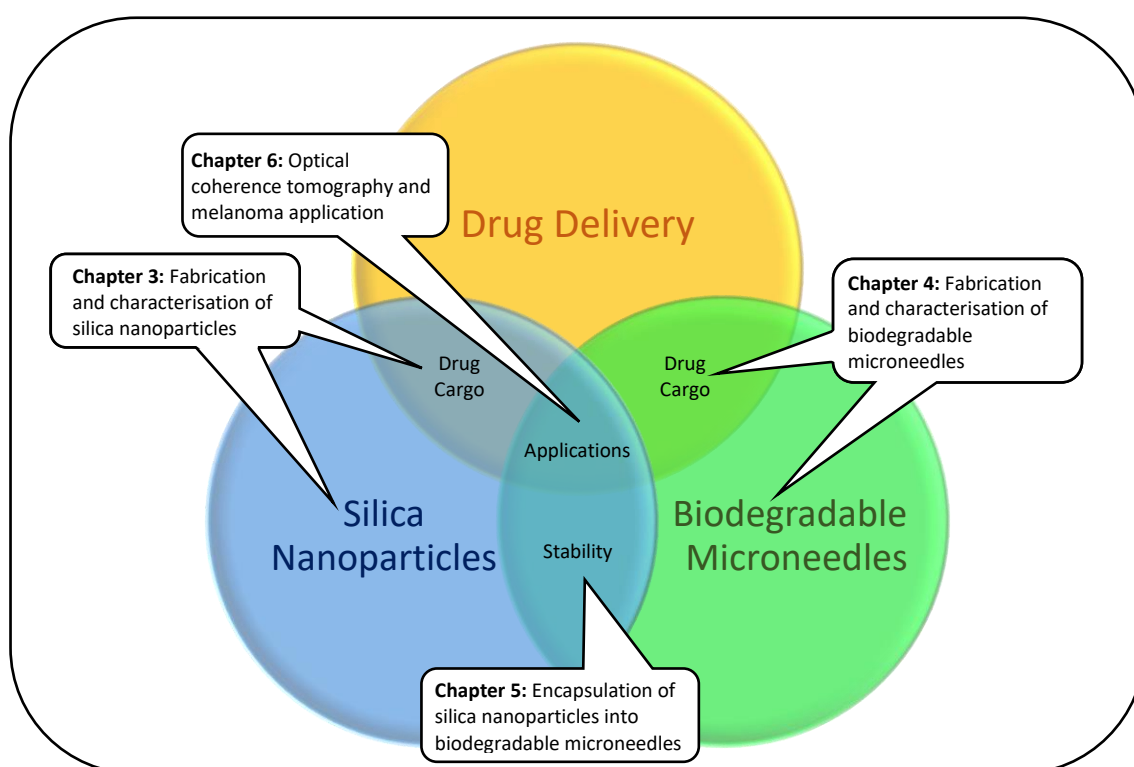 Chapter 6: Optical
coherence tomography and
melanoma application
Drug Delivery
Chapter 3: Fabrication
and characterisation of
silica nanoparticles
Chapter 4: Fabrication
and characterisation of
biodegradable
microneedles
Drug
Cargo
Drug
Cargo
Applications
Silica
Nanoparticles
Biodegradable
Microneedles
Stability
Chapter 5: Encapsulation of
silica nanoparticles into
biodegradable microneedles